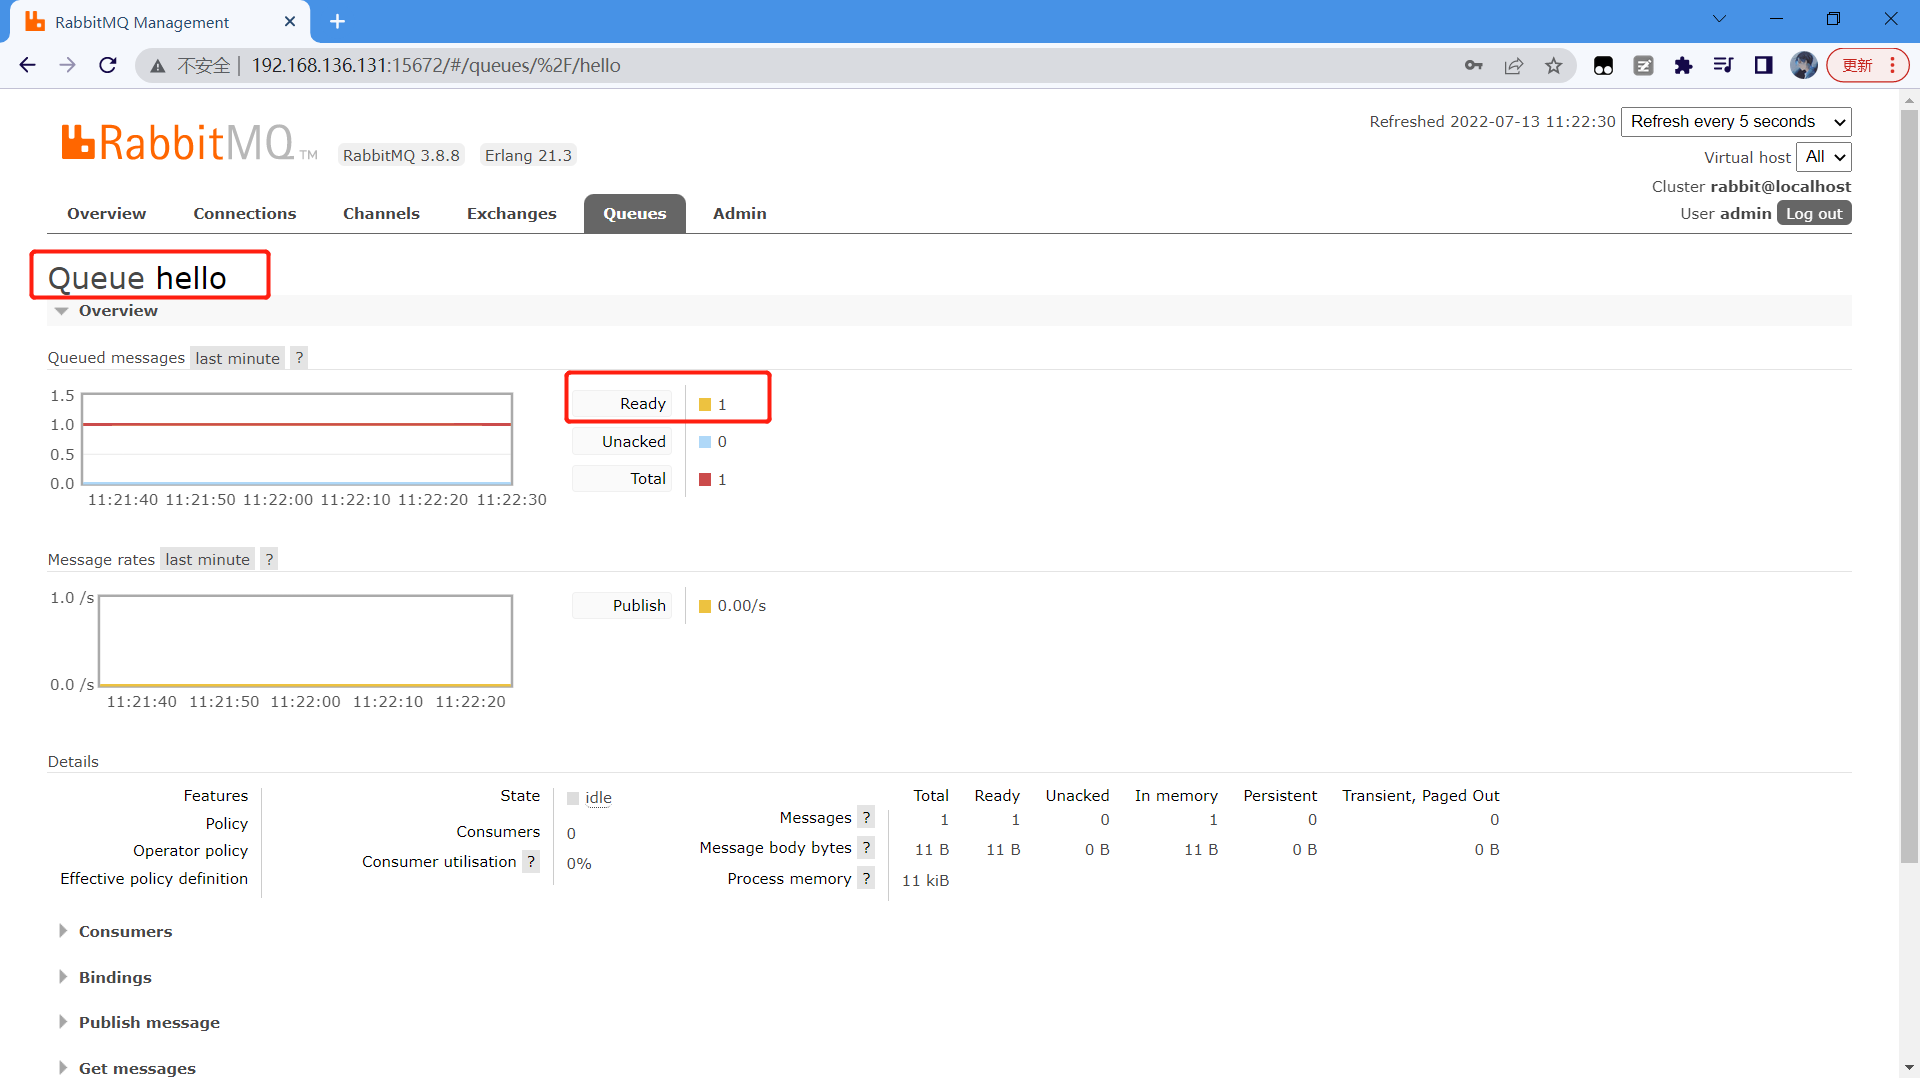 RabbitMQ Management
不安全 | 192.168.136.131:15672/#/queues/%2F/hello
更新
RabbitMQ TM RabbitMQ 3.8.8 Erlang 21.3
Refreshed 2022-07-13 11:22:30 Refresh every 5 seconds
Virtual host All
Cluster rabbit@localhost
User admin Log out
Overview Connections Channels Exchanges Queues Admin
Queue hello
Overview
Queued messages last minute ?
1.5
1.0
0.5
0.0
11:21:40 11:21:50 11:22:00 11:22:10 11:22:20 11:22:30
Ready 1
Unacked 0
Total 1
Message rates last minute ?
1.0 /s
0.0 /s
11:21:40 11:21:50 11:22:00 11:22:10 11:22:20
Publish 0.00/s
Details
Features
Policy
Operator policy
Effective policy definition
State idle
Consumers 0
Consumer utilisation ? 0%
Total Ready Unacked In memory Persistent Transient, Paged Out
Messages ? 1 1 0 1 0 0
Message body bytes ? 11 B 11 B 0 B 11 B 0 B 0 B
Process memory ? 11 kiB
Consumers
Bindings
Publish message
Get messages